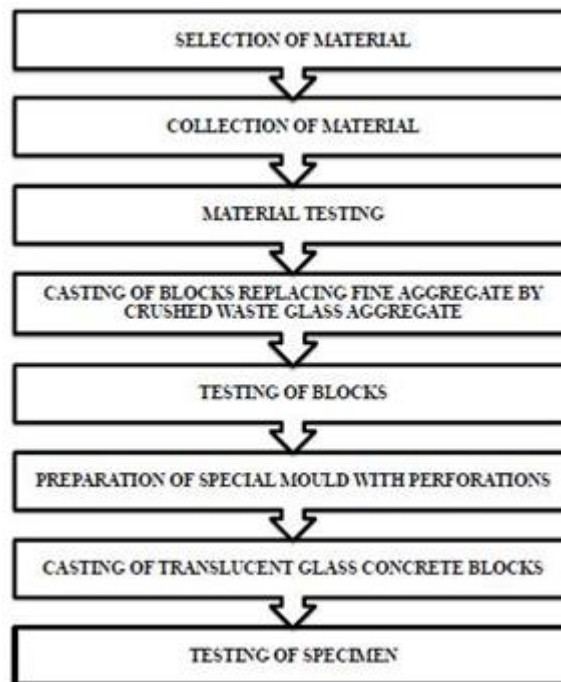 SELECTION OF MATERIAL
COLLECTION OF MATERIAL
MATERIAL TESTING
CASTING OF BLOCKS REPLACING FINE AGGREGATE BY
CRUSHED WASTE GLASS AGGREGATE
TESTING OF BLOCKS
PREPARATION OF SPECIAL MOULD WITH PERFORATIONS
CASTING OF TRANSLUCENT GLASS CONCRETE BLOCKS
TESTING OF SPECIMEN